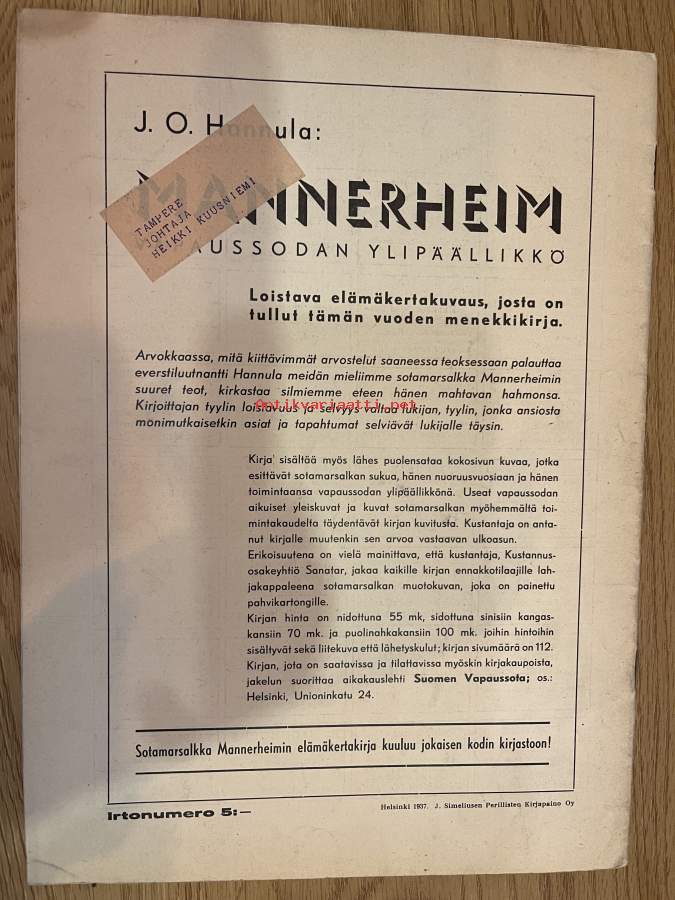 J. O. Hannula:
MANNERHEIM
TAMPERE
JOHTAJA
HEIKKI KUUSNIEMI
AUSSODAN YLIPÄÄLLIKKÖ
Loistava elämäkertakuvaus, josta on
tullut tämän vuoden menekkikirja.
Arvokkaassa, mitä kiittävimmät arvostelut saaneessa teoksessaan palauttaa
everstiluutnantti Hannula meidän mieliimme sotamarsalkka Mannerheimin
suuret teot, kirkastaa silmiemme eteen hänen mahtavan hahmonsa.
Kirjoittajan tyylin loistavuus ja selvyys valtaa lukijan, tyylin, jonka ansiosta
monimutkaisetkin asiat ja tapahtumat selviävät lukijalle täysin.
Antikvariaatti.net
Kirja sisältää myös lähes puolensataa kokosivun kuvaa, jotka
esittävät sotamarsalkan sukua, hänen nuoruusvuosiaan ja hänen
toimintaansa vapaussodan ylipäällikkönä. Useat vapaussodan
aikuiset yleiskuvat ja kuvat sotamarsalkan myöhemmältä toi-
mintakaudelta täydentävät kirjan kuvitusta. Kustantaja on anta-
nut kirjalle muutenkin sen arvoa vastaavan ulkoasun.
Erikoisuutena on vielä mainittava, että kustantaja, Kustannus-
osakeyhtiö Sanatar, jakaa kaikille kirjan ennakkotilaajille lah-
jakappaleena sotamarsalkan muotokuvan, joka on painettu
pahvikartongille.
Kirjan hinta on nidottuna 55 mk, sidottuna sinisiin kangas-
kansiin 70 mk. ja puolinahkakansiin 100 mk. joihin hintoihin
sisältyvät sekä liitekuva että lähetyskulut; kirjan sivumäärä on 112.
Kirjan, jota on saatavissa ja tilattavissa myöskin kirjakaupoista,
jakelun suorittaa aikakauslehti Suomen Vapaussota; os.:
Helsinki, Unioninkatu 24.
Sotamarsalkka Mannerheimin elämäkertakirja kuuluu jokaisen kodin kirjastoon!
Irtonumero 5:—
Helsinki 1937. J. Simeliusen Perillisten Kirjapaino Oy